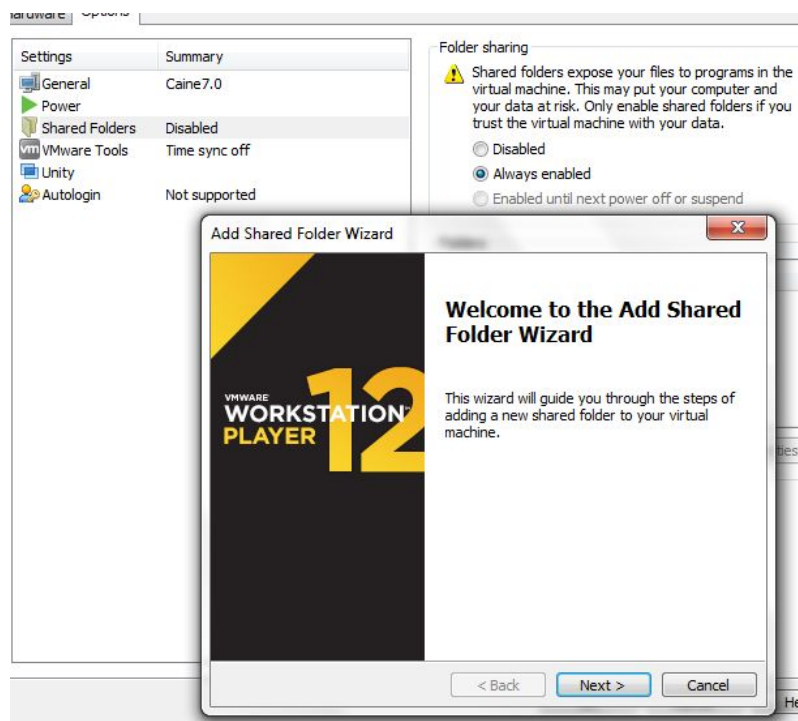 Options
Settings Summary
General Caine7.0
Power
Shared Folders Disabled
VMware Tools Time sync off
Unity
Autologin Not supported
Folder sharing
Shared folders expose your files to programs in the
virtual machine. This may put your computer and
your data at risk. Only enable shared folders if you
trust the virtual machine with your data.
Disabled
Always enabled
Enabled until next power off or suspend
Add Shared Folder Wizard
VMWARE
WORKSTATION™
PLAYER 12
Welcome to the Add Shared
Folder Wizard
This wizard will guide you through the steps of
adding a new shared folder to your virtual
machine.
< Back Next > Cancel